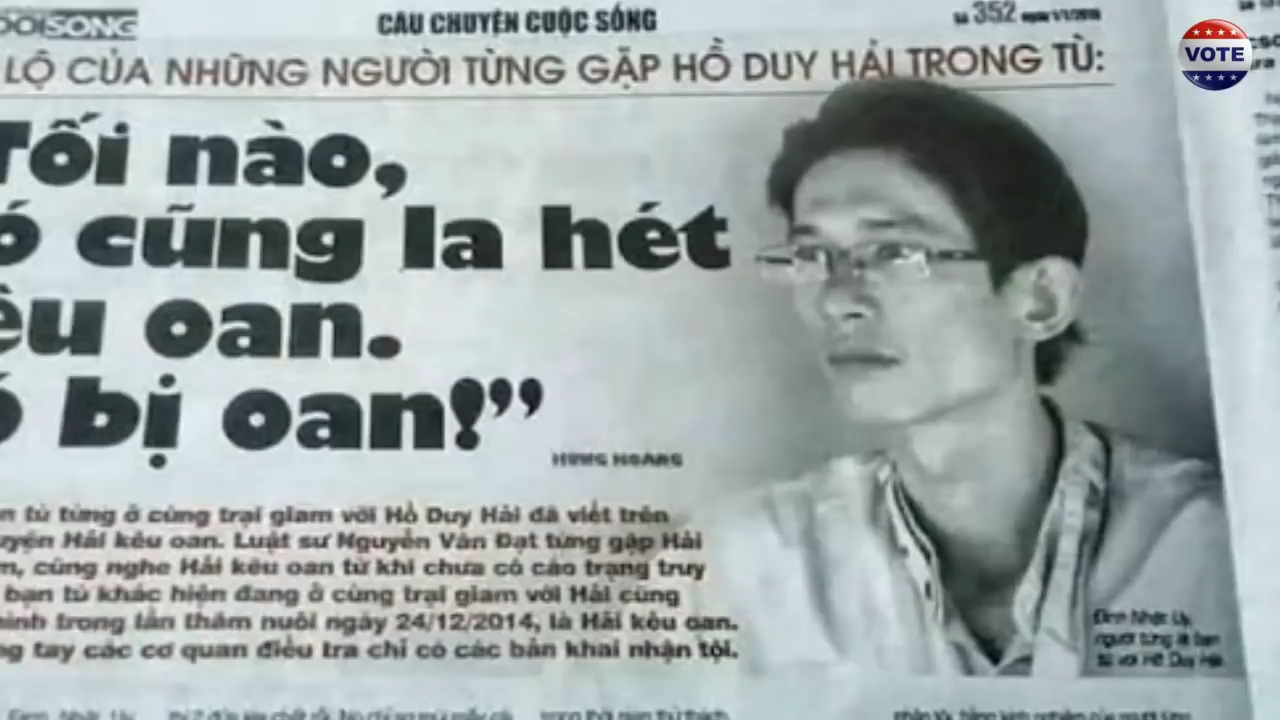 ĐỜI SỐNG
CÂU CHUYỆN CUỘC SỐNG
Số 352
VOTE
LỘ CỦA NHỮNG NGƯỜI TỪNG GẶP HỒ DUY HẢI TRONG TÙ:
Tối nào,
ó cũng la hét
êu oan.
ó bị oan!”
HÙNG HOÀNG
n tù từng ở cùng trại giam với Hồ Duy Hải đã viết trên
uyện Hải kêu oan. Luật sư Nguyễn Văn Đạt từng gặp Hải
m, cũng nghe Hải kêu oan từ khi chưa có cáo trạng truy
bạn tù khác hiện đang ở cùng trại giam với Hải cũng
mình trong lần thăm nuôi ngày 24/12/2014, là Hải kêu oan.
ng tay các cơ quan điều tra chỉ có các bản khai nhận tội.
Đinh Nhật Uy,
người từng là bạn
tù với Hồ Duy Hải